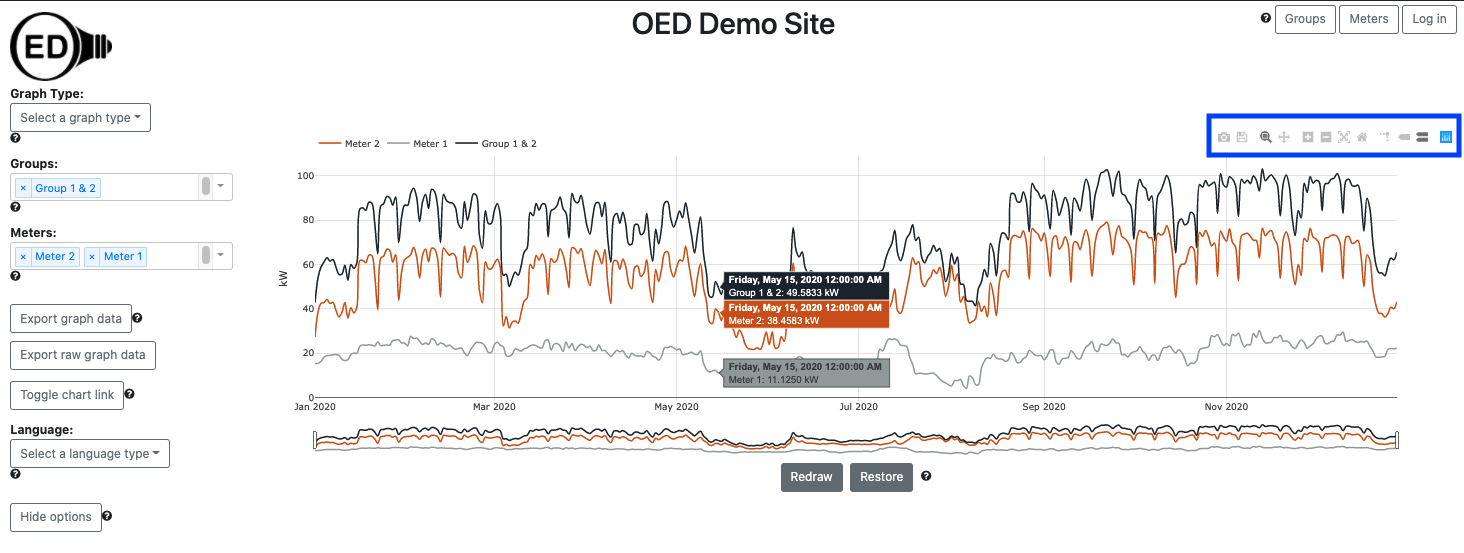 OED Demo Site
Groups
Meters
Log in
ED
Graph Type:
Select a graph type
?
Groups:
× Group 1 & 2
?
Meters:
× Meter 2 × Meter 1
?
Export graph data ?
Export raw graph data
Toggle chart link ?
Language:
Select a language type
?
Hide options ?
Meter 2 Meter 1 Group 1 & 2
kW
100
80
60
40
20
0
Friday, May 15, 2020 12:00:00 AM
Group 1 & 2: 49.5833 kW
Friday, May 15, 2020 12:00:00 AM
Meter 2: 38.4583 kW
Friday, May 15, 2020 12:00:00 AM
Meter 1: 11.1250 kW
Jan 2020 Mar 2020 May 2020 Jul 2020 Sep 2020 Nov 2020
Redraw Restore ?